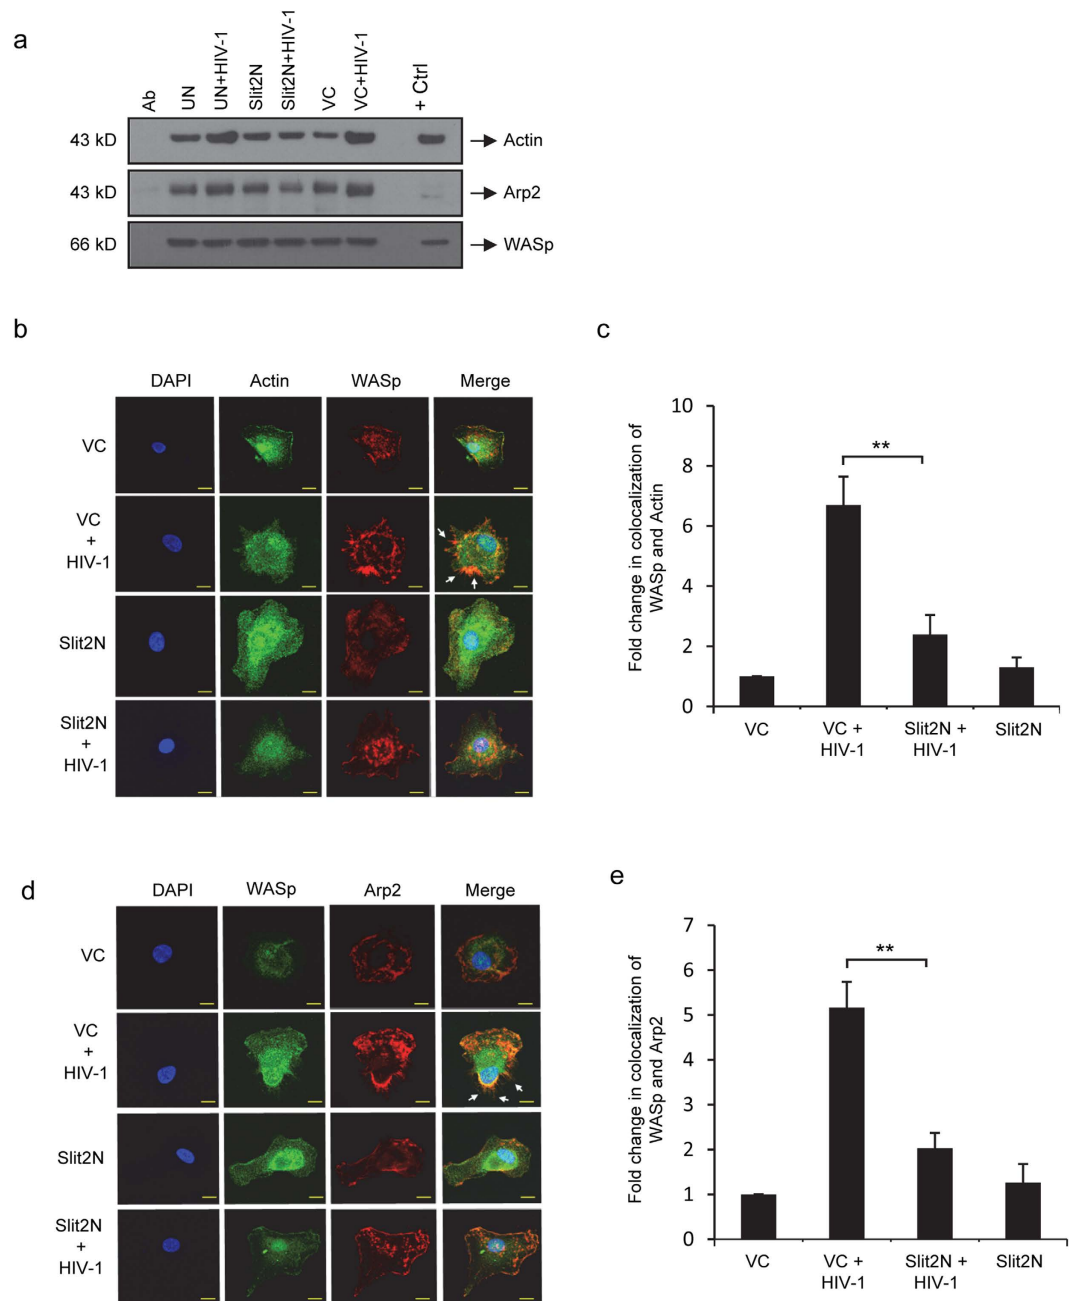 a
Ab
UN
UN+HIV-1
Slit2N
Slit2N+HIV-1
VC
VC+HIV-1
+ Ctrl
43 kD
Actin
43 kD
Arp2
66 kD
WASp
b
DAPI
Actin
WASp
Merge
VC
VC
+
HIV-1
Slit2N
Slit2N
+
HIV-1
c
Fold change in colocalization of
WASp and Actin
10
8
6
4
2
0
**
VC
VC +
HIV-1
Slit2N +
HIV-1
Slit2N
d
DAPI
WASp
Arp2
Merge
VC
VC
+
HIV-1
Slit2N
Slit2N
+
HIV-1
e
Fold change in colocalization of
WASp and Arp2
7
6
5
4
3
2
1
0
**
VC
VC +
HIV-1
Slit2N +
HIV-1
Slit2N